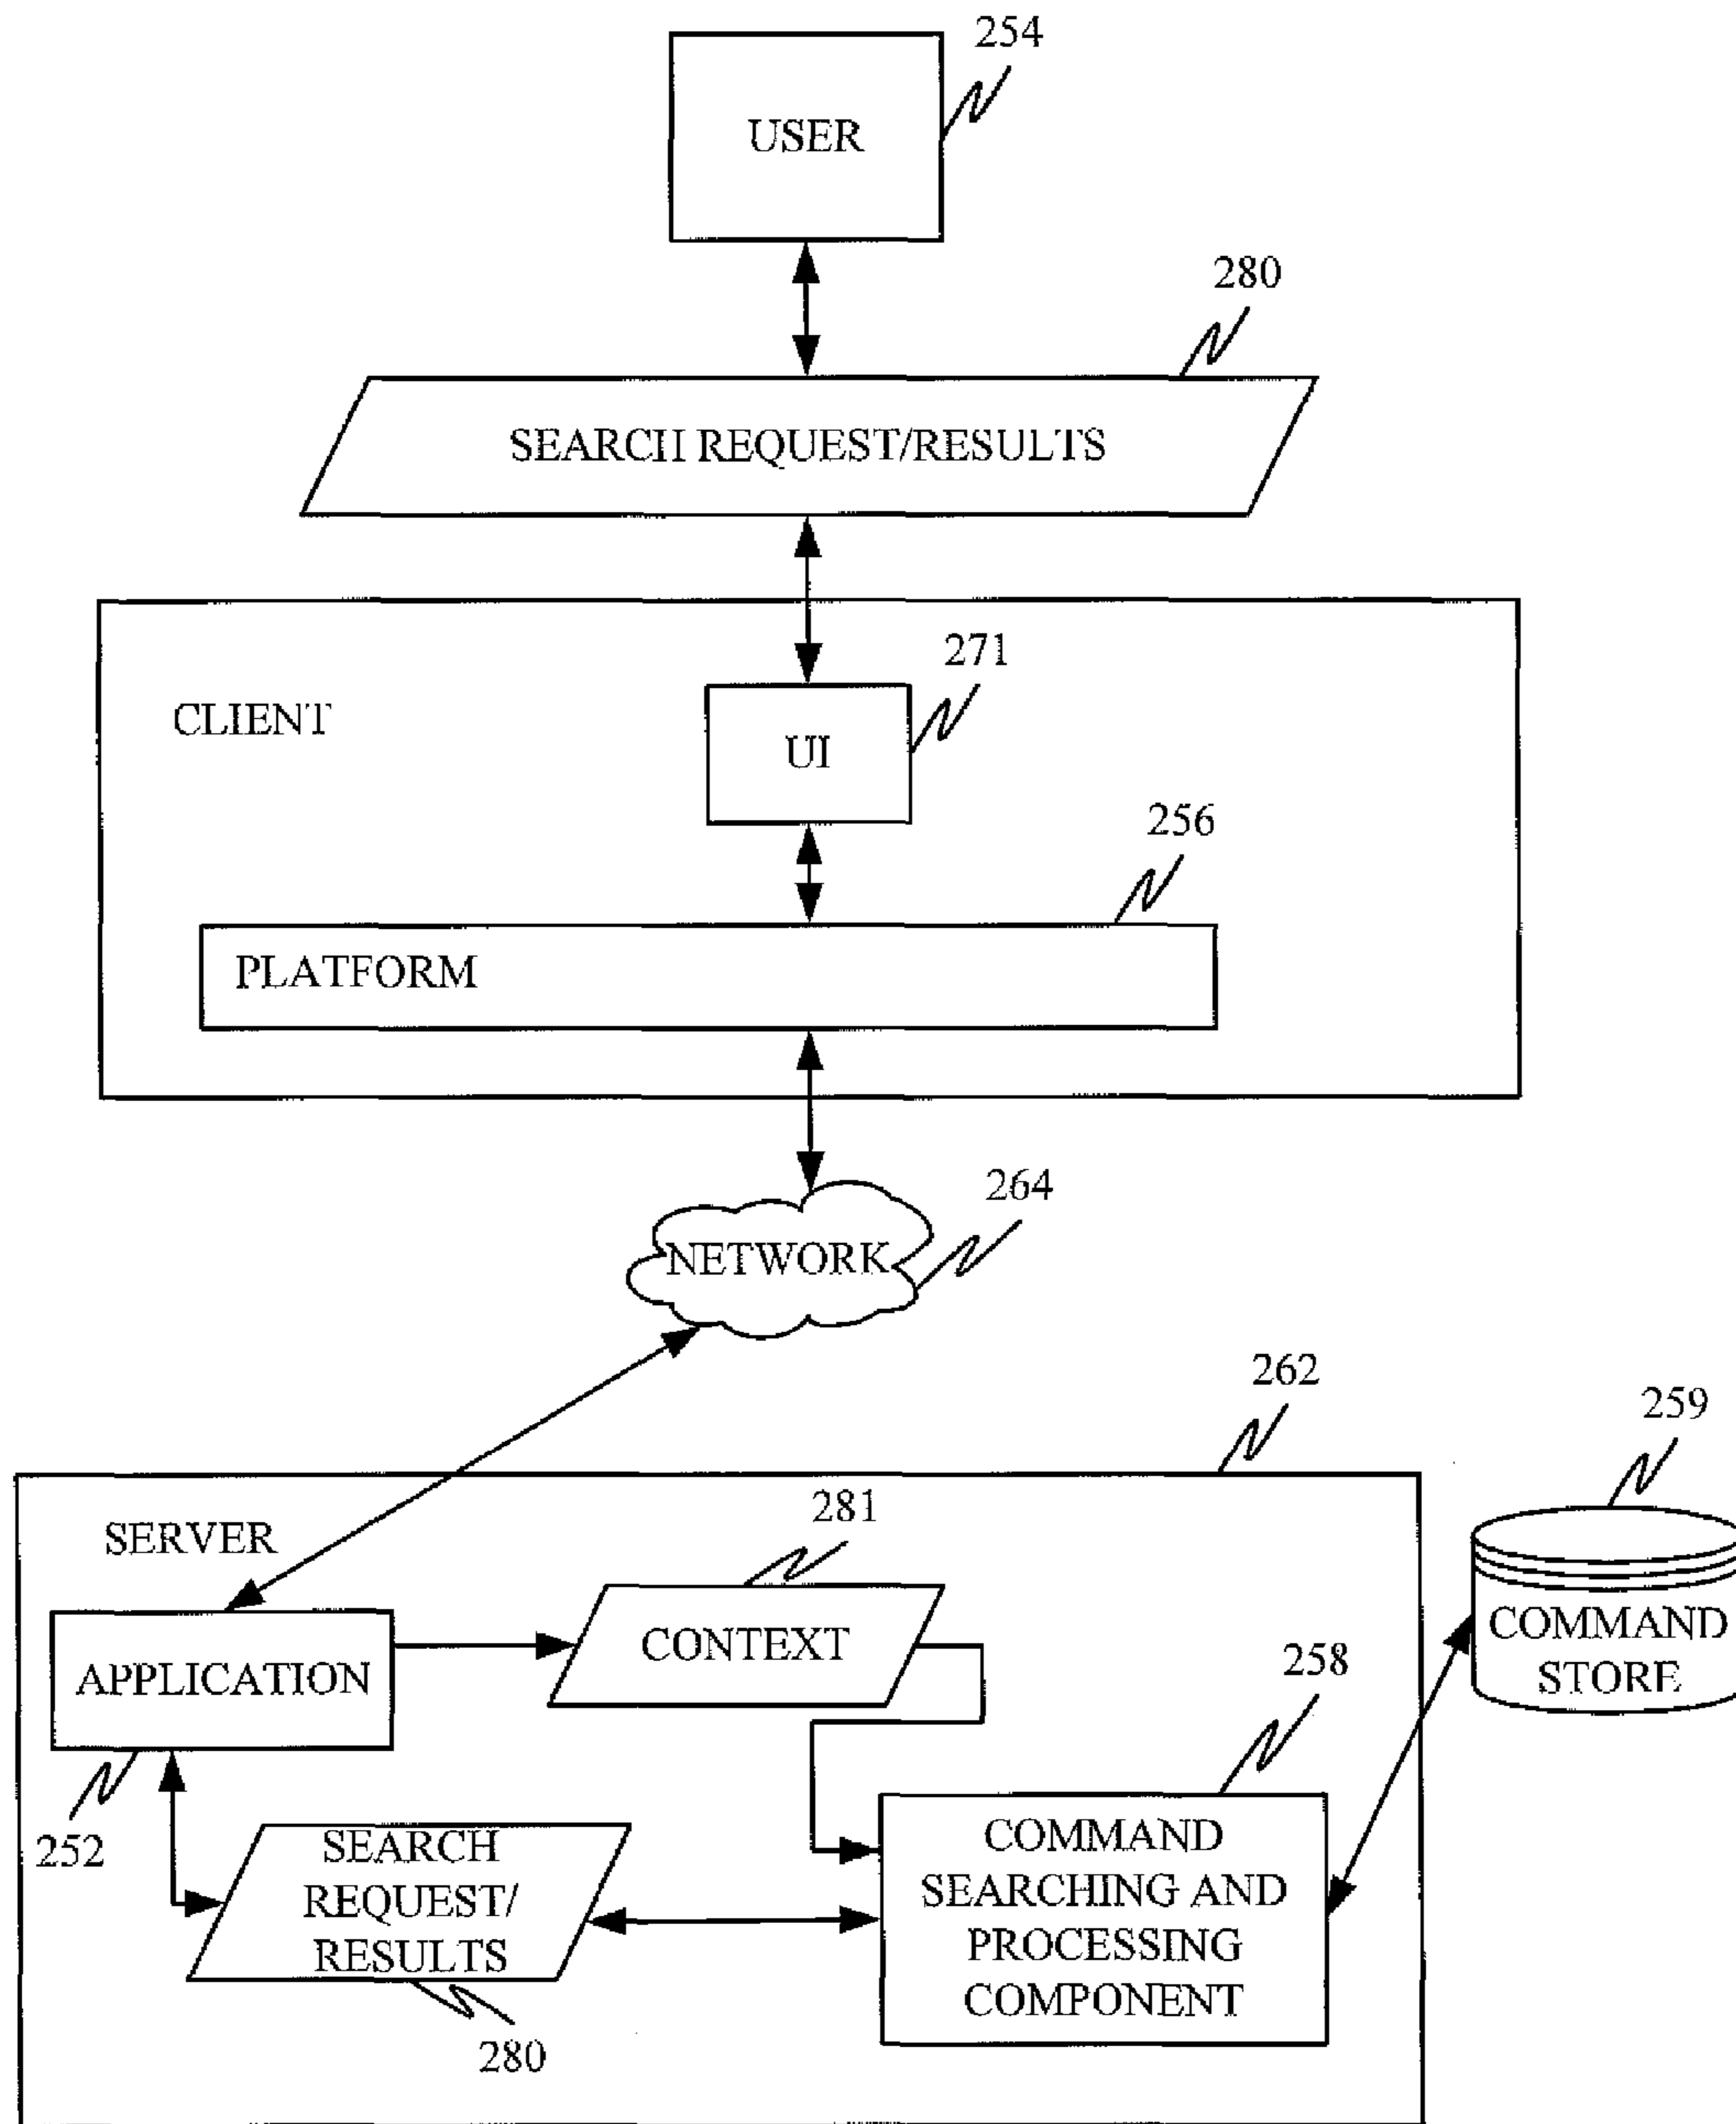 254
USER
280
SEARCH REQUEST/RESULTS
271
CLIENT
UI
256
PLATFORM
264
NETWORK
262
259
281
SERVER
COMMAND
STORE
CONTEXT
258
APPLICATION
252
SEARCH
REQUEST/
RESULTS
COMMAND
SEARCHING AND
PROCESSING
COMPONENT
280